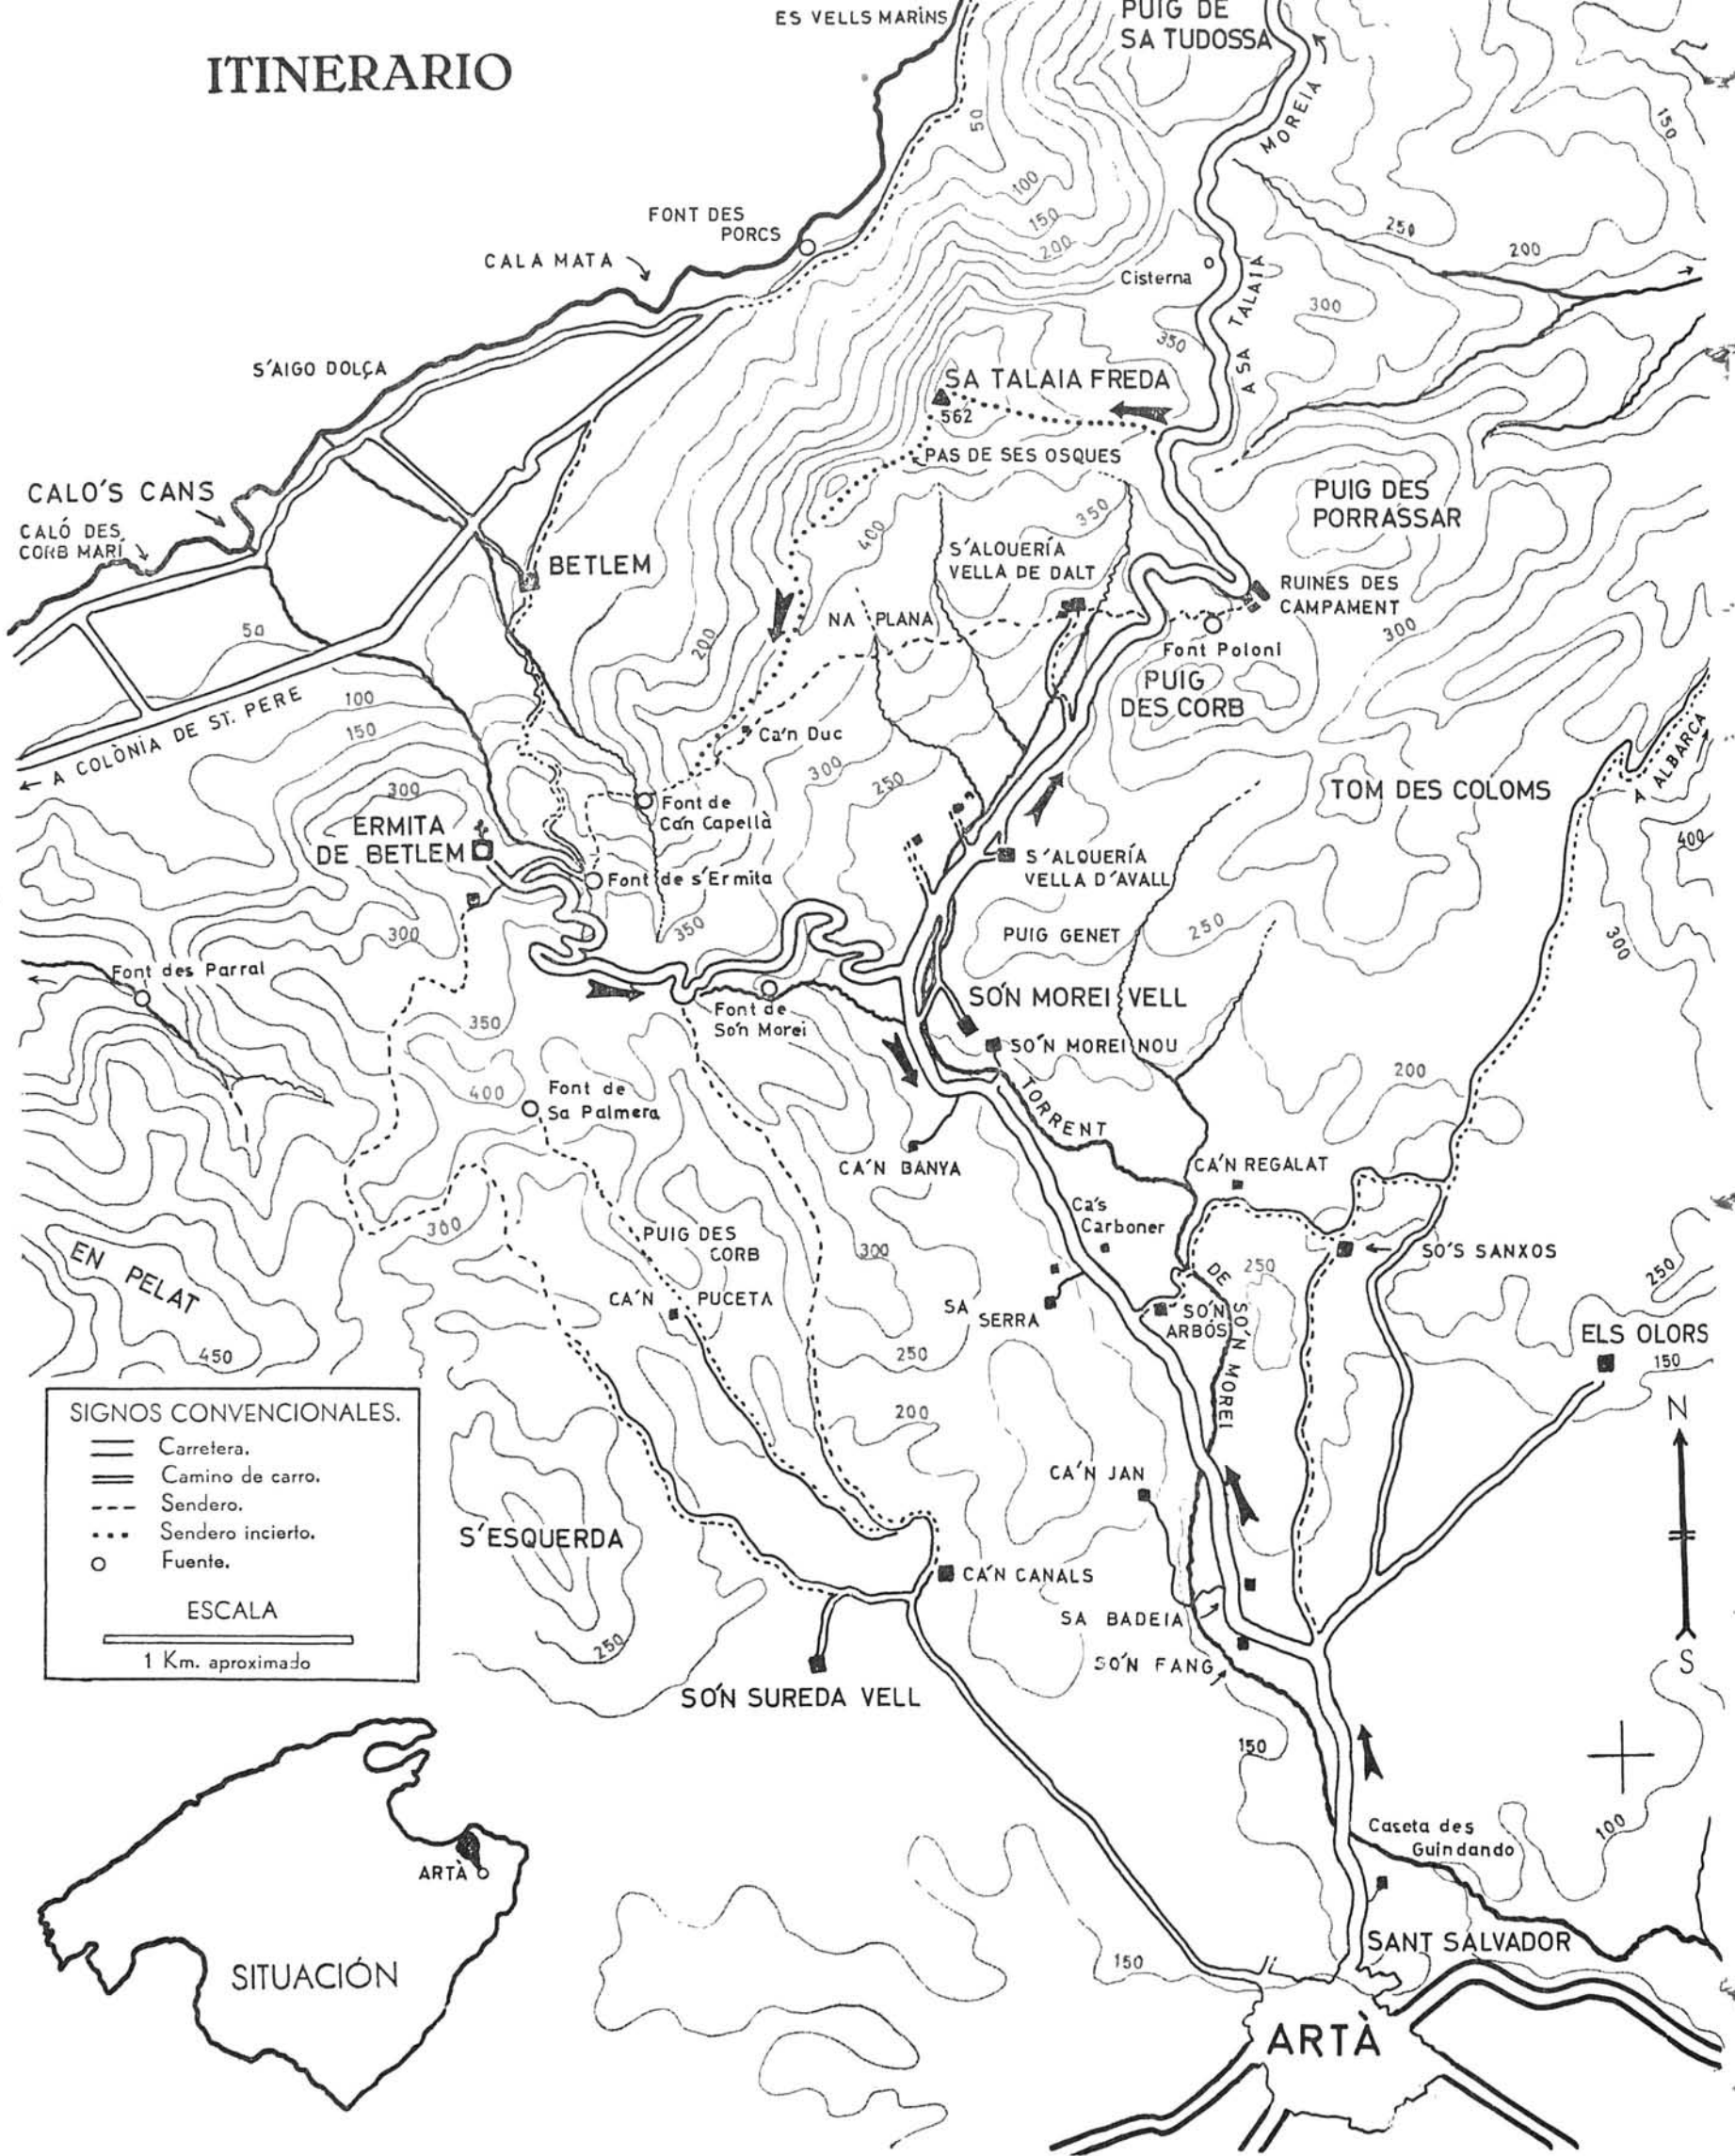 ITINERARIO
ES VELLS MARINS
PUIG DE
SA TUDOSSA
MOREIA
150
50
100
150
200
FONT DES
PORCS
CALA MATA
250
200
Cisterna
A SA TALAIA
300
350
S'AIGO DOLÇA
SA TALAIA FREDA
562
PAS DE SES OSQUES
CALO'S CANS
CALÓ DES
CORB MARÍ
PUIG DES
PORRASSAR
400
350
S'ALQUERÍA
VELLA DE DALT
BETLEM
RUINES DES
CAMPAMENT
50
200
NA PLANA
300
Font Poloni
PUIG
DES CORB
100
150
← A COLÒNIA DE ST. PERE
Ca'n Duc
300
250
A ALBARCA
TOM DES COLOMS
300
Font de
Ca'n Capellà
400
ERMITA
DE BETLEM
S'ALQUERÍA
VELLA D'AVALL
Font de s'Ermita
300
350
PUIG GENET
250
300
Font des Parral
SO'N MOREI VELL
Font de
So'n Morei
350
SO'N MOREI NOU
400
Font de
Sa Palmera
200
TORRENT
CA'N BANYA
CA'N REGALAT
Ca's
Carboner
300
PUIG DES
CORB
300
SO'S SANXOS
EN PELAT
250
250
DE
SO'N MOREI
CA'N PUCETA
SA
SERRA
SO'N
ARBÓS
ELS OLORS
450
250
150
SIGNOS CONVENCIONALES.
Carretera.
Camino de carro.
Sendero.
Sendero incierto.
Fuente.
ESCALA
1 Km. aproximado
200
N
CA'N JAN
S'ESQUERDA
CA'N CANALS
SA BADEIA
250
SO'N FANG
S
SO'N SUREDA VELL
150
Caseta des
Guindando
100
ARTÀ
SANT SALVADOR
150
SITUACIÓN
ARTÀ